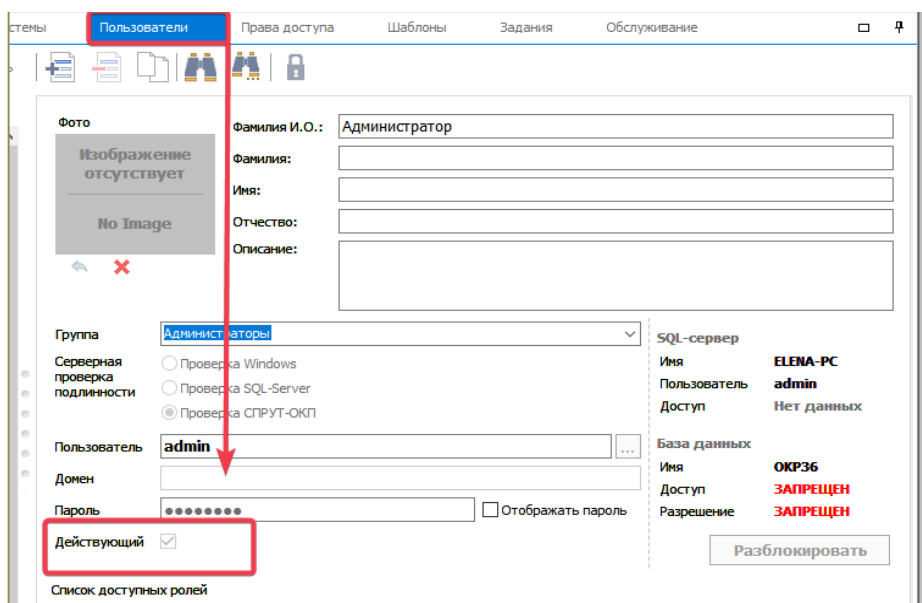 стемы Пользователи Права доступа Шаблоны Задания Обслуживание
Фото
Изображение
отсутствует
No Image
Фамилия И.О.: Администратор
Фамилия:
Имя:
Отчество:
Описание:
Группа Администраторы
Серверная
проверка
подлинности
Проверка Windows
Проверка SQL-Server
Проверка СПРУТ-ОКП
Пользователь admin ...
Домен
Пароль ●●●●●●●● Отображать пароль
Действующий
SQL-сервер
Имя ELENA-PC
Пользователь admin
Доступ Нет данных
База данных
Имя OKP36
Доступ ЗАПРЕЩЕН
Разрешение ЗАПРЕЩЕН
Разблокировать
Список доступных ролей